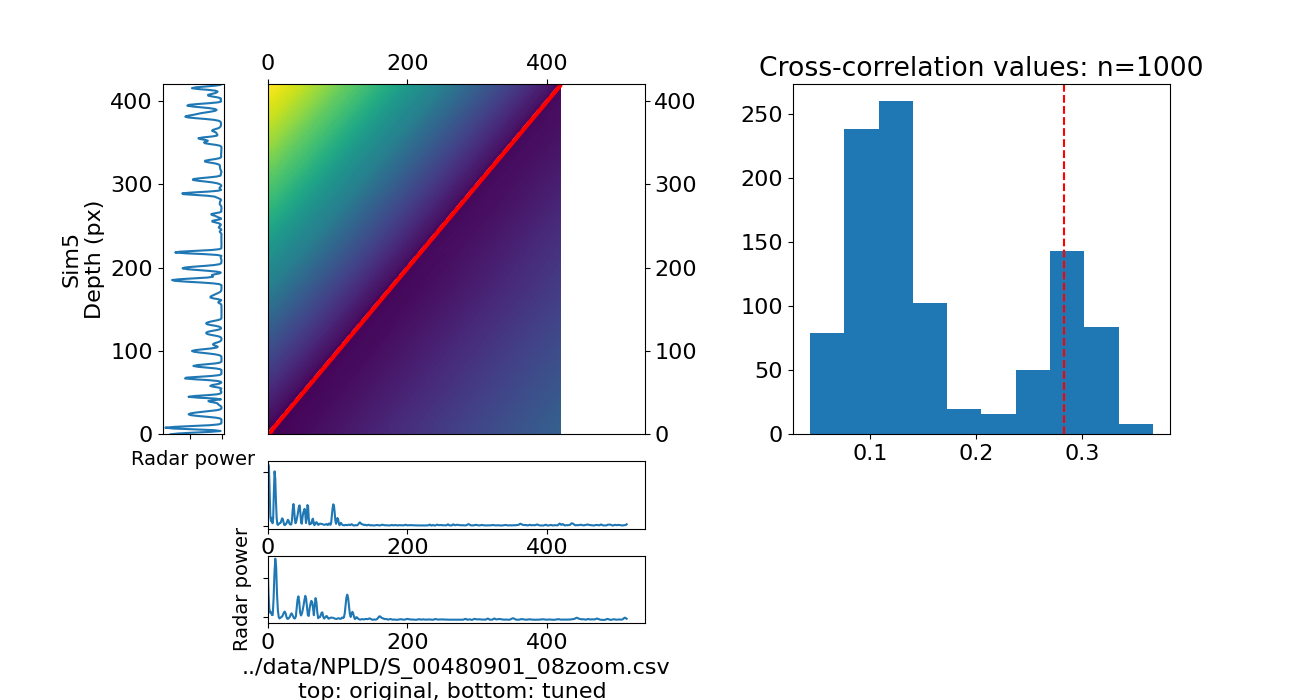 0 200 400
Cross-correlation values: n=1000
400
300
200
100
0
Sim5
Depth (px)
Radar power
400
300
200
100
0
250
200
150
100
50
0
0.1 0.2 0.3
0 200 400
Radar power
0 200 400
../data/NPLD/S_00480901_08zoom.csv
top: original, bottom: tuned